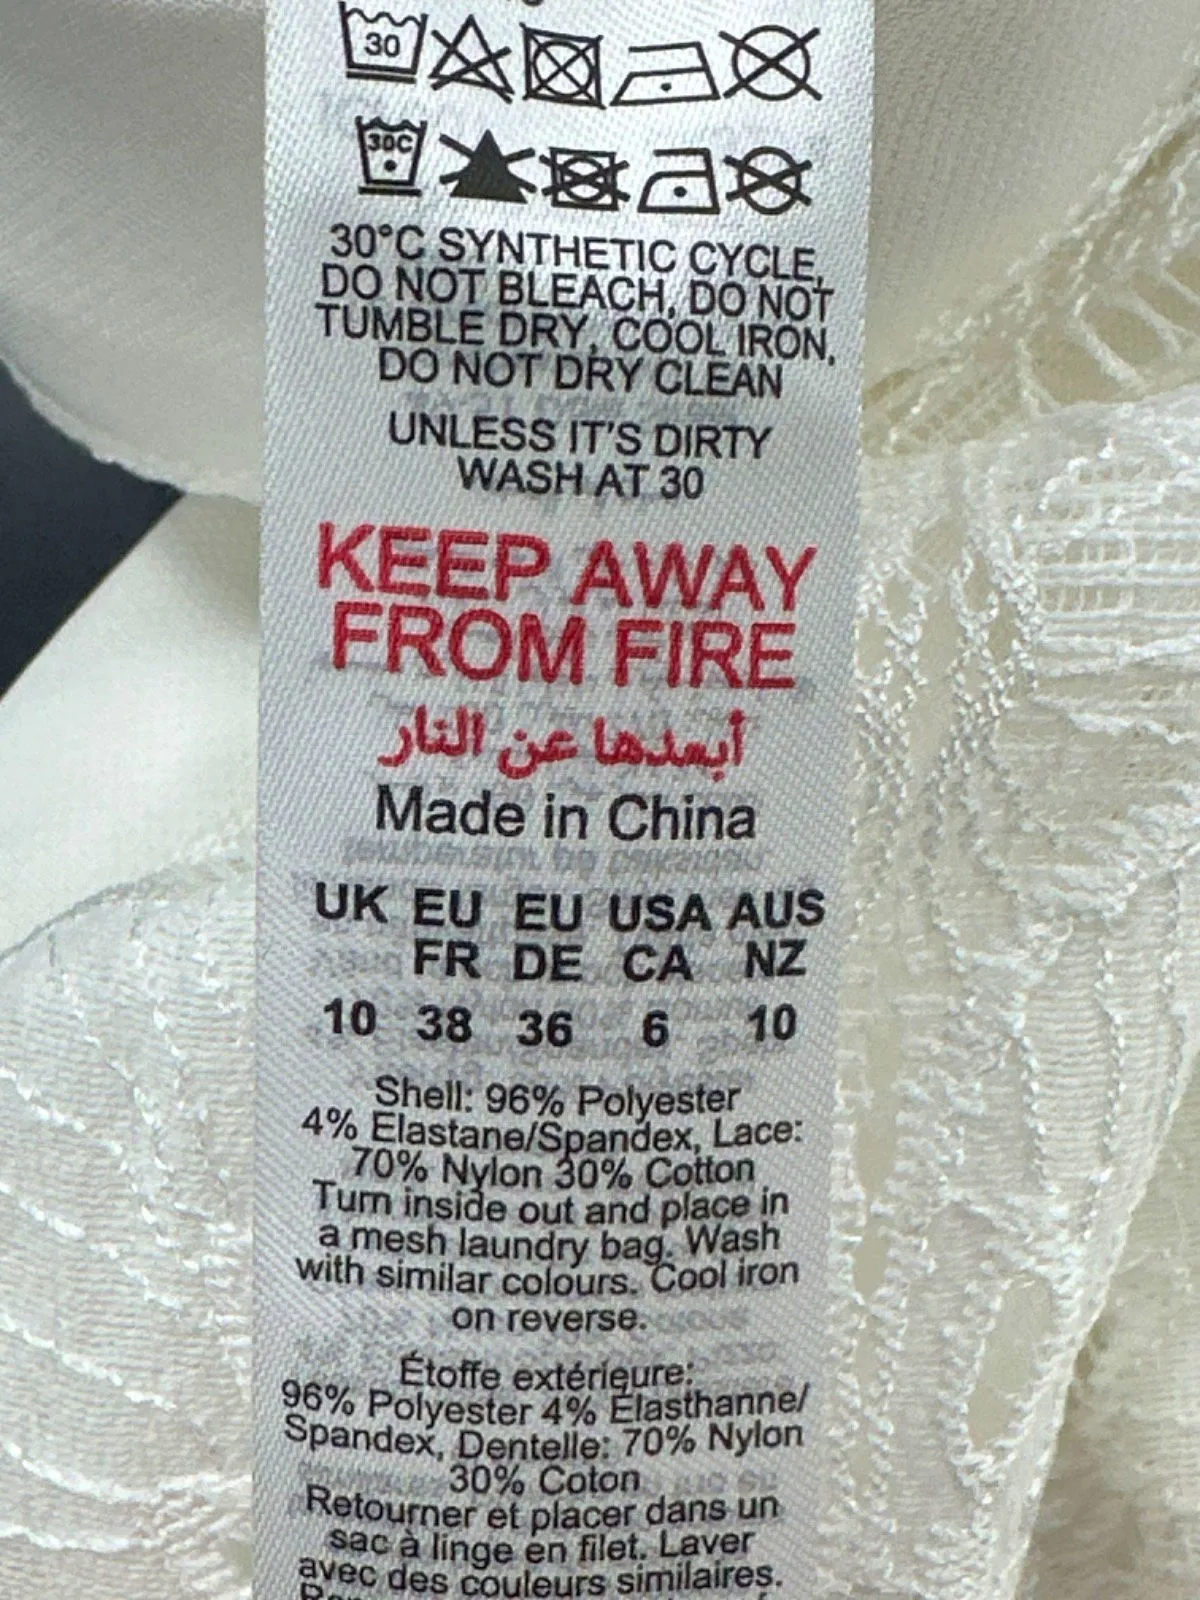 30
30C
30°C SYNTHETIC CYCLE,
DO NOT BLEACH, DO NOT
TUMBLE DRY, COOL IRON,
DO NOT DRY CLEAN
UNLESS IT'S DIRTY
WASH AT 30
KEEP AWAY
FROM FIRE
أبعدها عن النار
Made in China
UK EU EU USA AUS
FR DE CA NZ
10 38 36 6 10
Shell: 96% Polyester
4% Elastane/Spandex, Lace:
70% Nylon 30% Cotton
Turn inside out and place in
a mesh laundry bag. Wash
with similar colours. Cool iron
on reverse.
Étoffe extérieure:
96% Polyester 4% Élasthanne/
Spandex, Dentelle: 70% Nylon
30% Coton
Retourner et placer dans un
sac à linge en filet. Laver
avec des couleurs similaires.